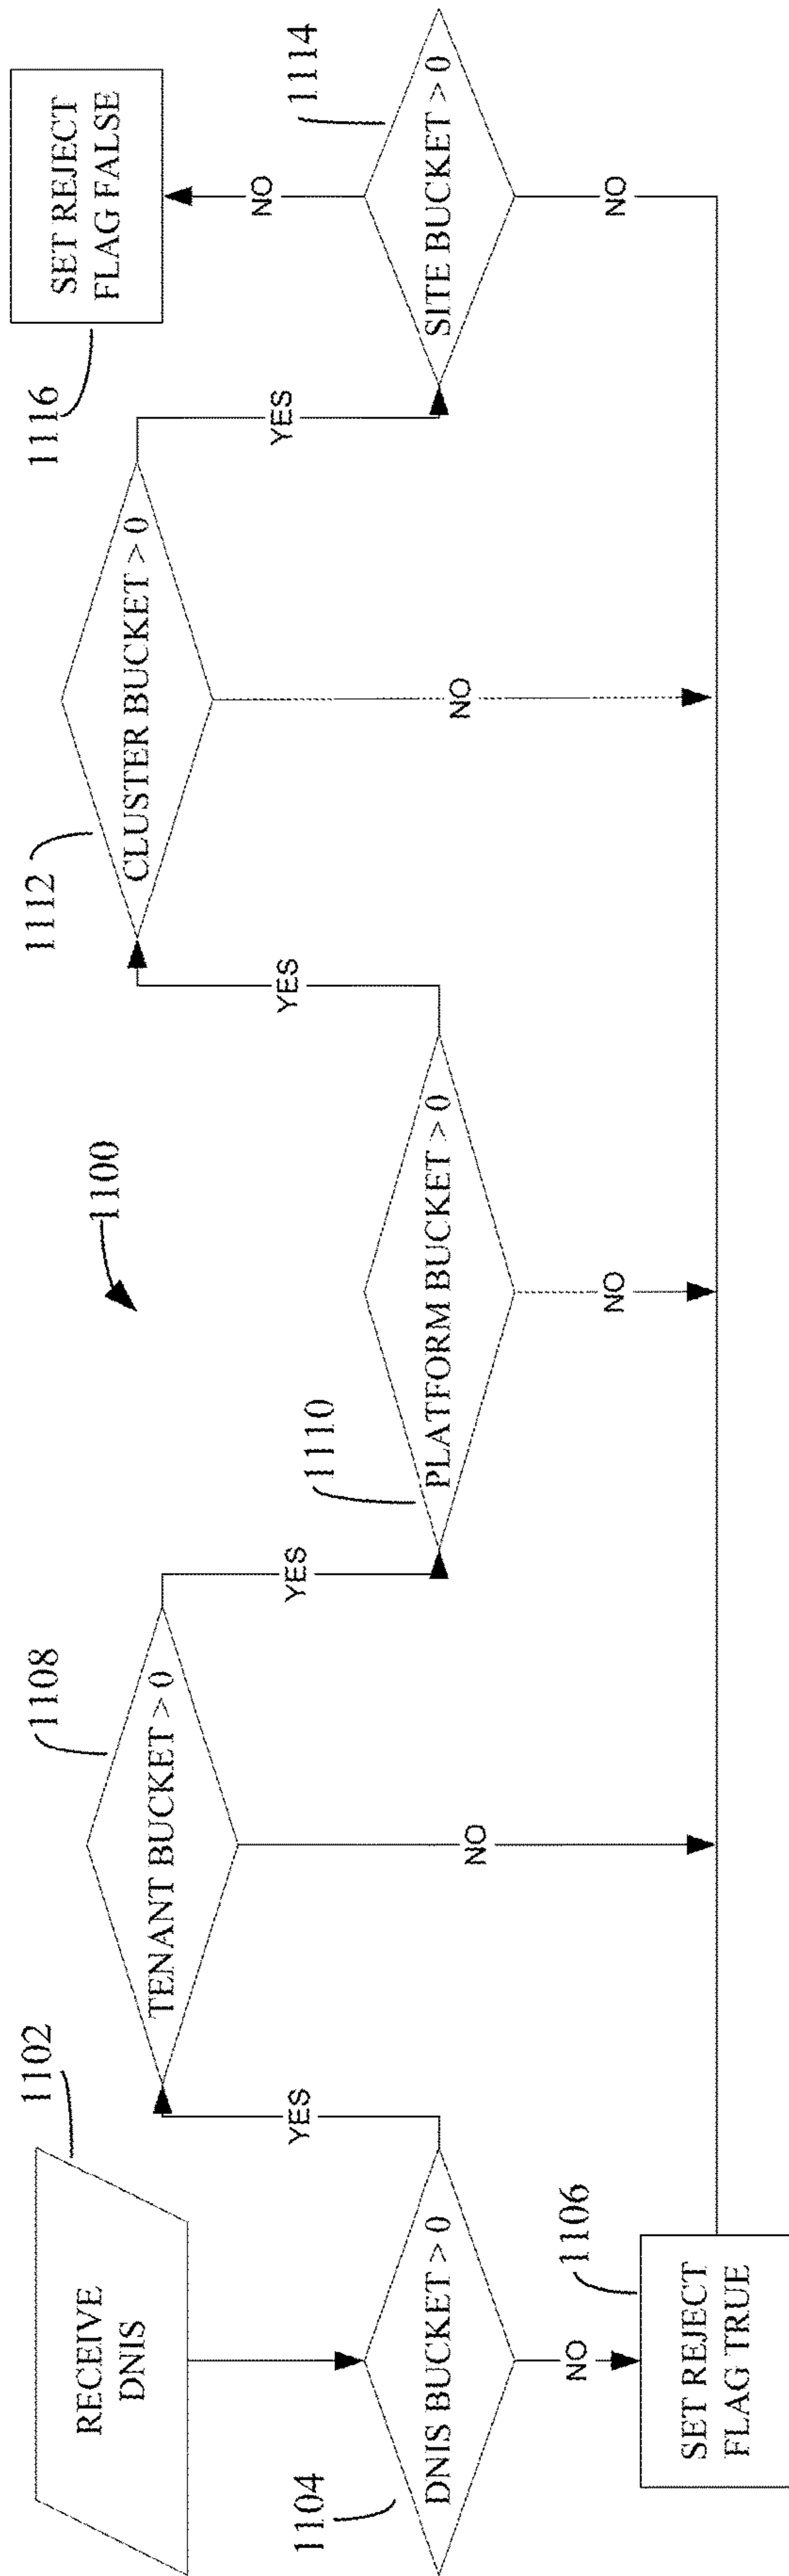 1100
RECEIVE
DNIS
1102
DNIS BUCKET > 0
1104
YES
NO
SET REJECT
FLAG TRUE
1106
TENANT BUCKET > 0
1108
YES
NO
PLATFORM BUCKET > 0
1110
YES
NO
CLUSTER BUCKET > 0
1112
YES
NO
SITE BUCKET > 0
1114
NO
NO
SET REJECT
FLAG FALSE
1116